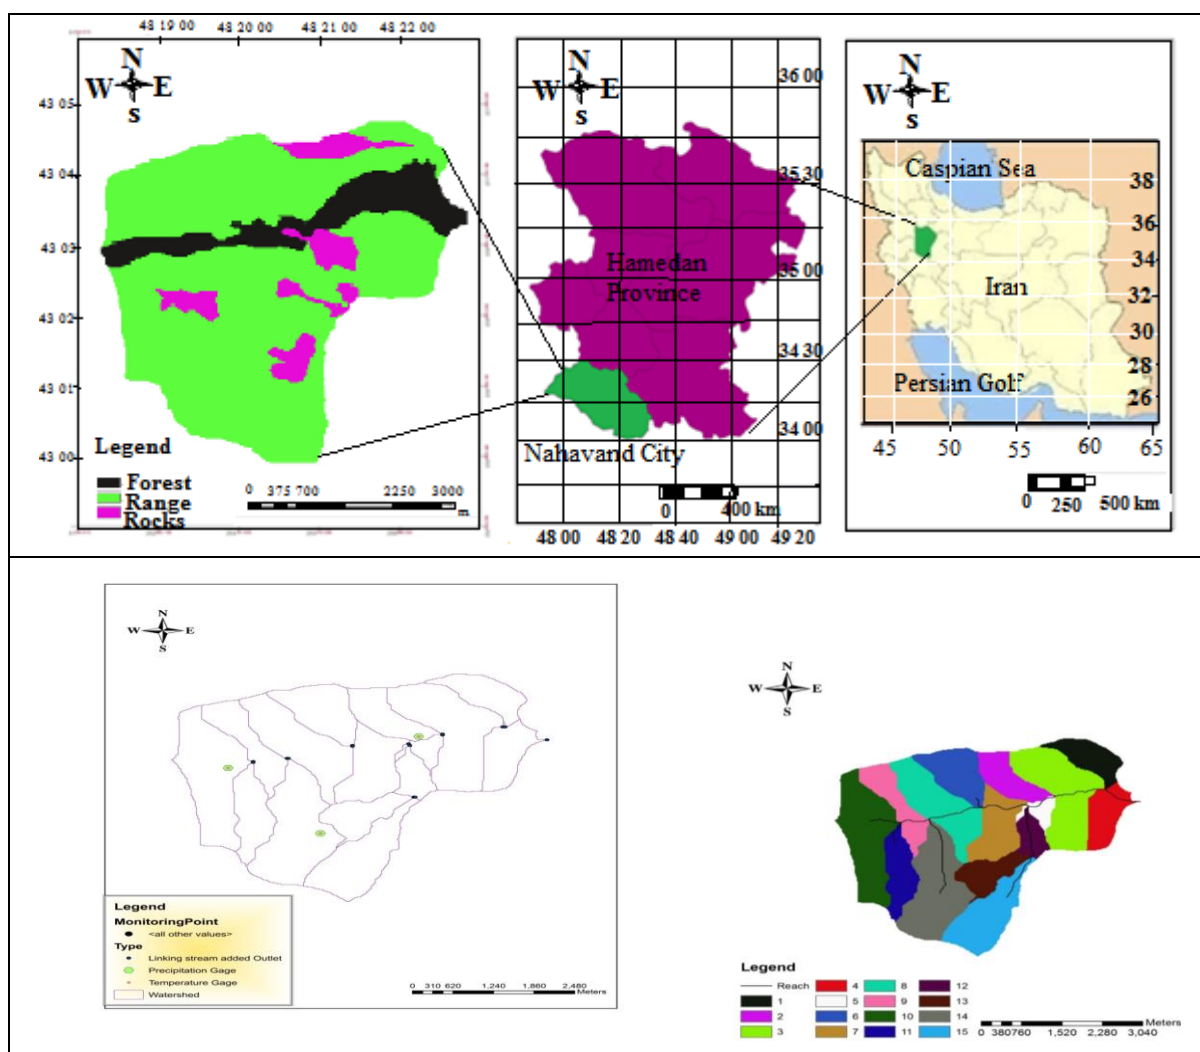 48 19 00 48 20 00 48 21 00 48 22 00
N
W E
s
43 05
43 04
43 03
43 02
43 01
43 00
Legend
Forest
Range
Rocks
0 375 700 2250 3000
m
N
W E
s
36 00
35 30
35 00
34 30
34 00
Hamedan
Province
Nahavand City
0 400 km
48 00 48 20 48 40 49 00 49 20
N
W E
s
Caspian Sea
Iran
Persian Golf
38
36
34
32
30
28
26
45 50 55 60 65
0 250 500 km
N
W E
S
Legend
MonitoringPoint
<all other values>
Type
Linking stream added Outlet
Precipitation Gage
Temperature Gage
Watershed
0 310 620 1,240 1,860 2,480
Meters
N
W E
S
Legend
Reach 4 8 12
1 5 9 13
2 6 10 14
3 7 11 15
Meters
0 380760 1,520 2,280 3,040